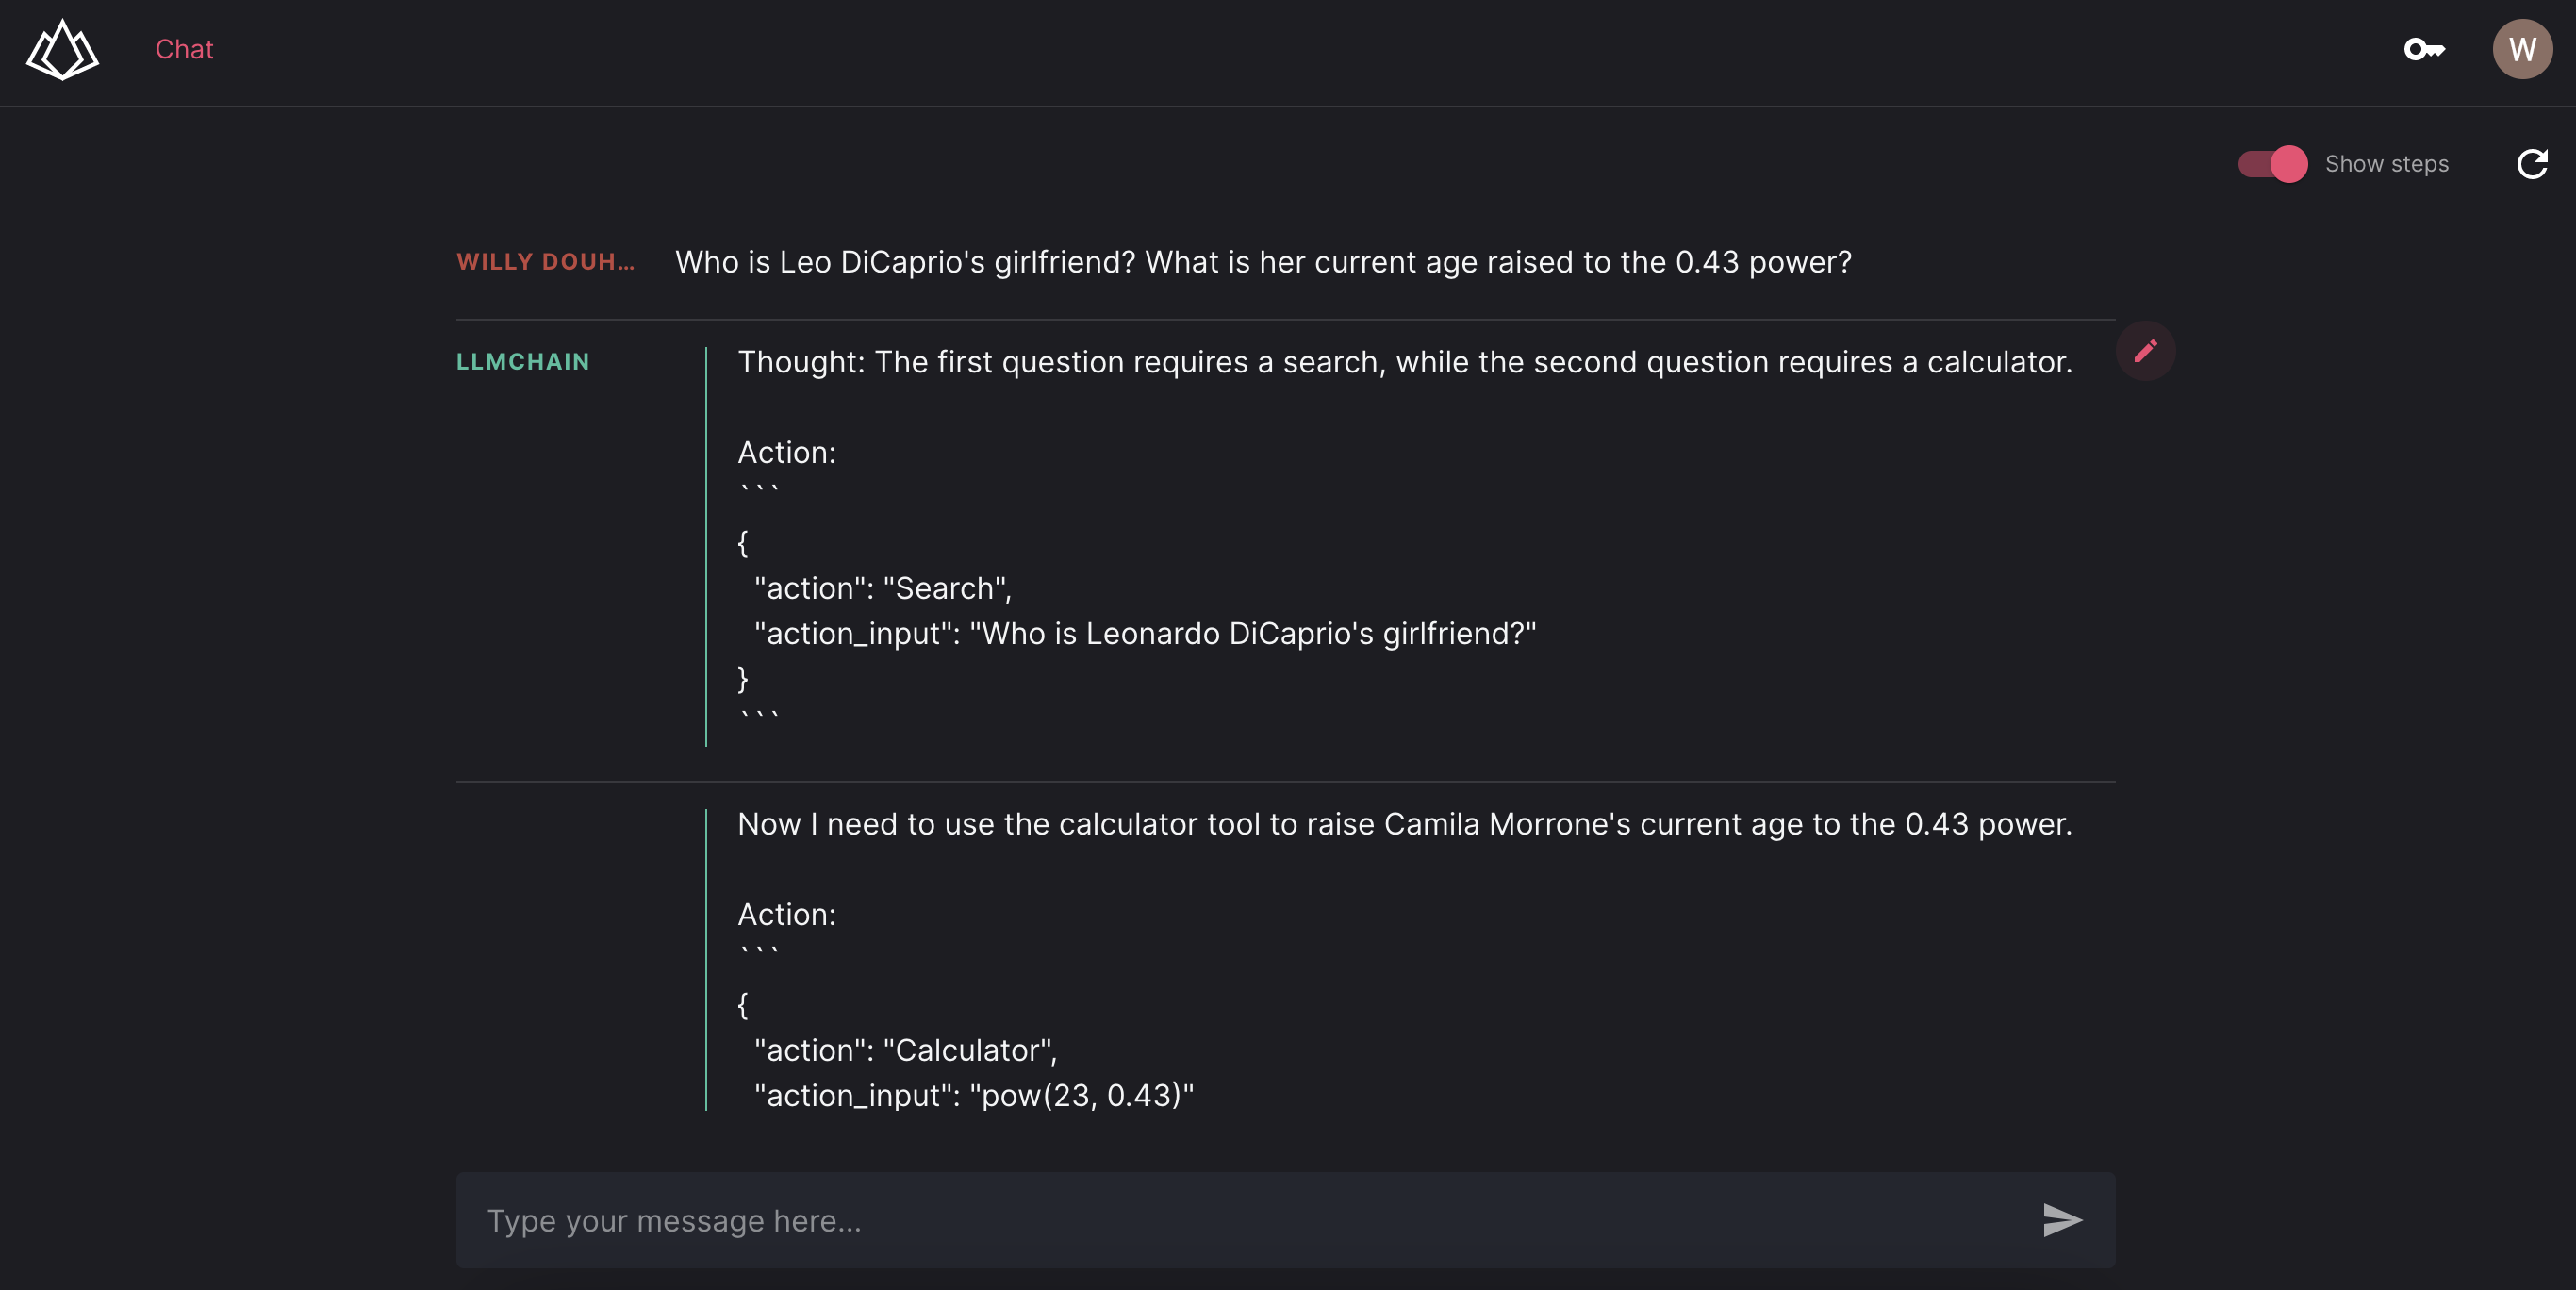 Chat
W
Show steps
WILLY DOUH...
Who is Leo DiCaprio's girlfriend? What is her current age raised to the 0.43 power?
LLMCHAIN
Thought: The first question requires a search, while the second question requires a calculator.
Action:
```
{
  "action": "Search",
  "action_input": "Who is Leonardo DiCaprio's girlfriend?"
}
```
Now I need to use the calculator tool to raise Camila Morrone's current age to the 0.43 power.
Action:
```
{
  "action": "Calculator",
  "action_input": "pow(23, 0.43)"
Type your message here...